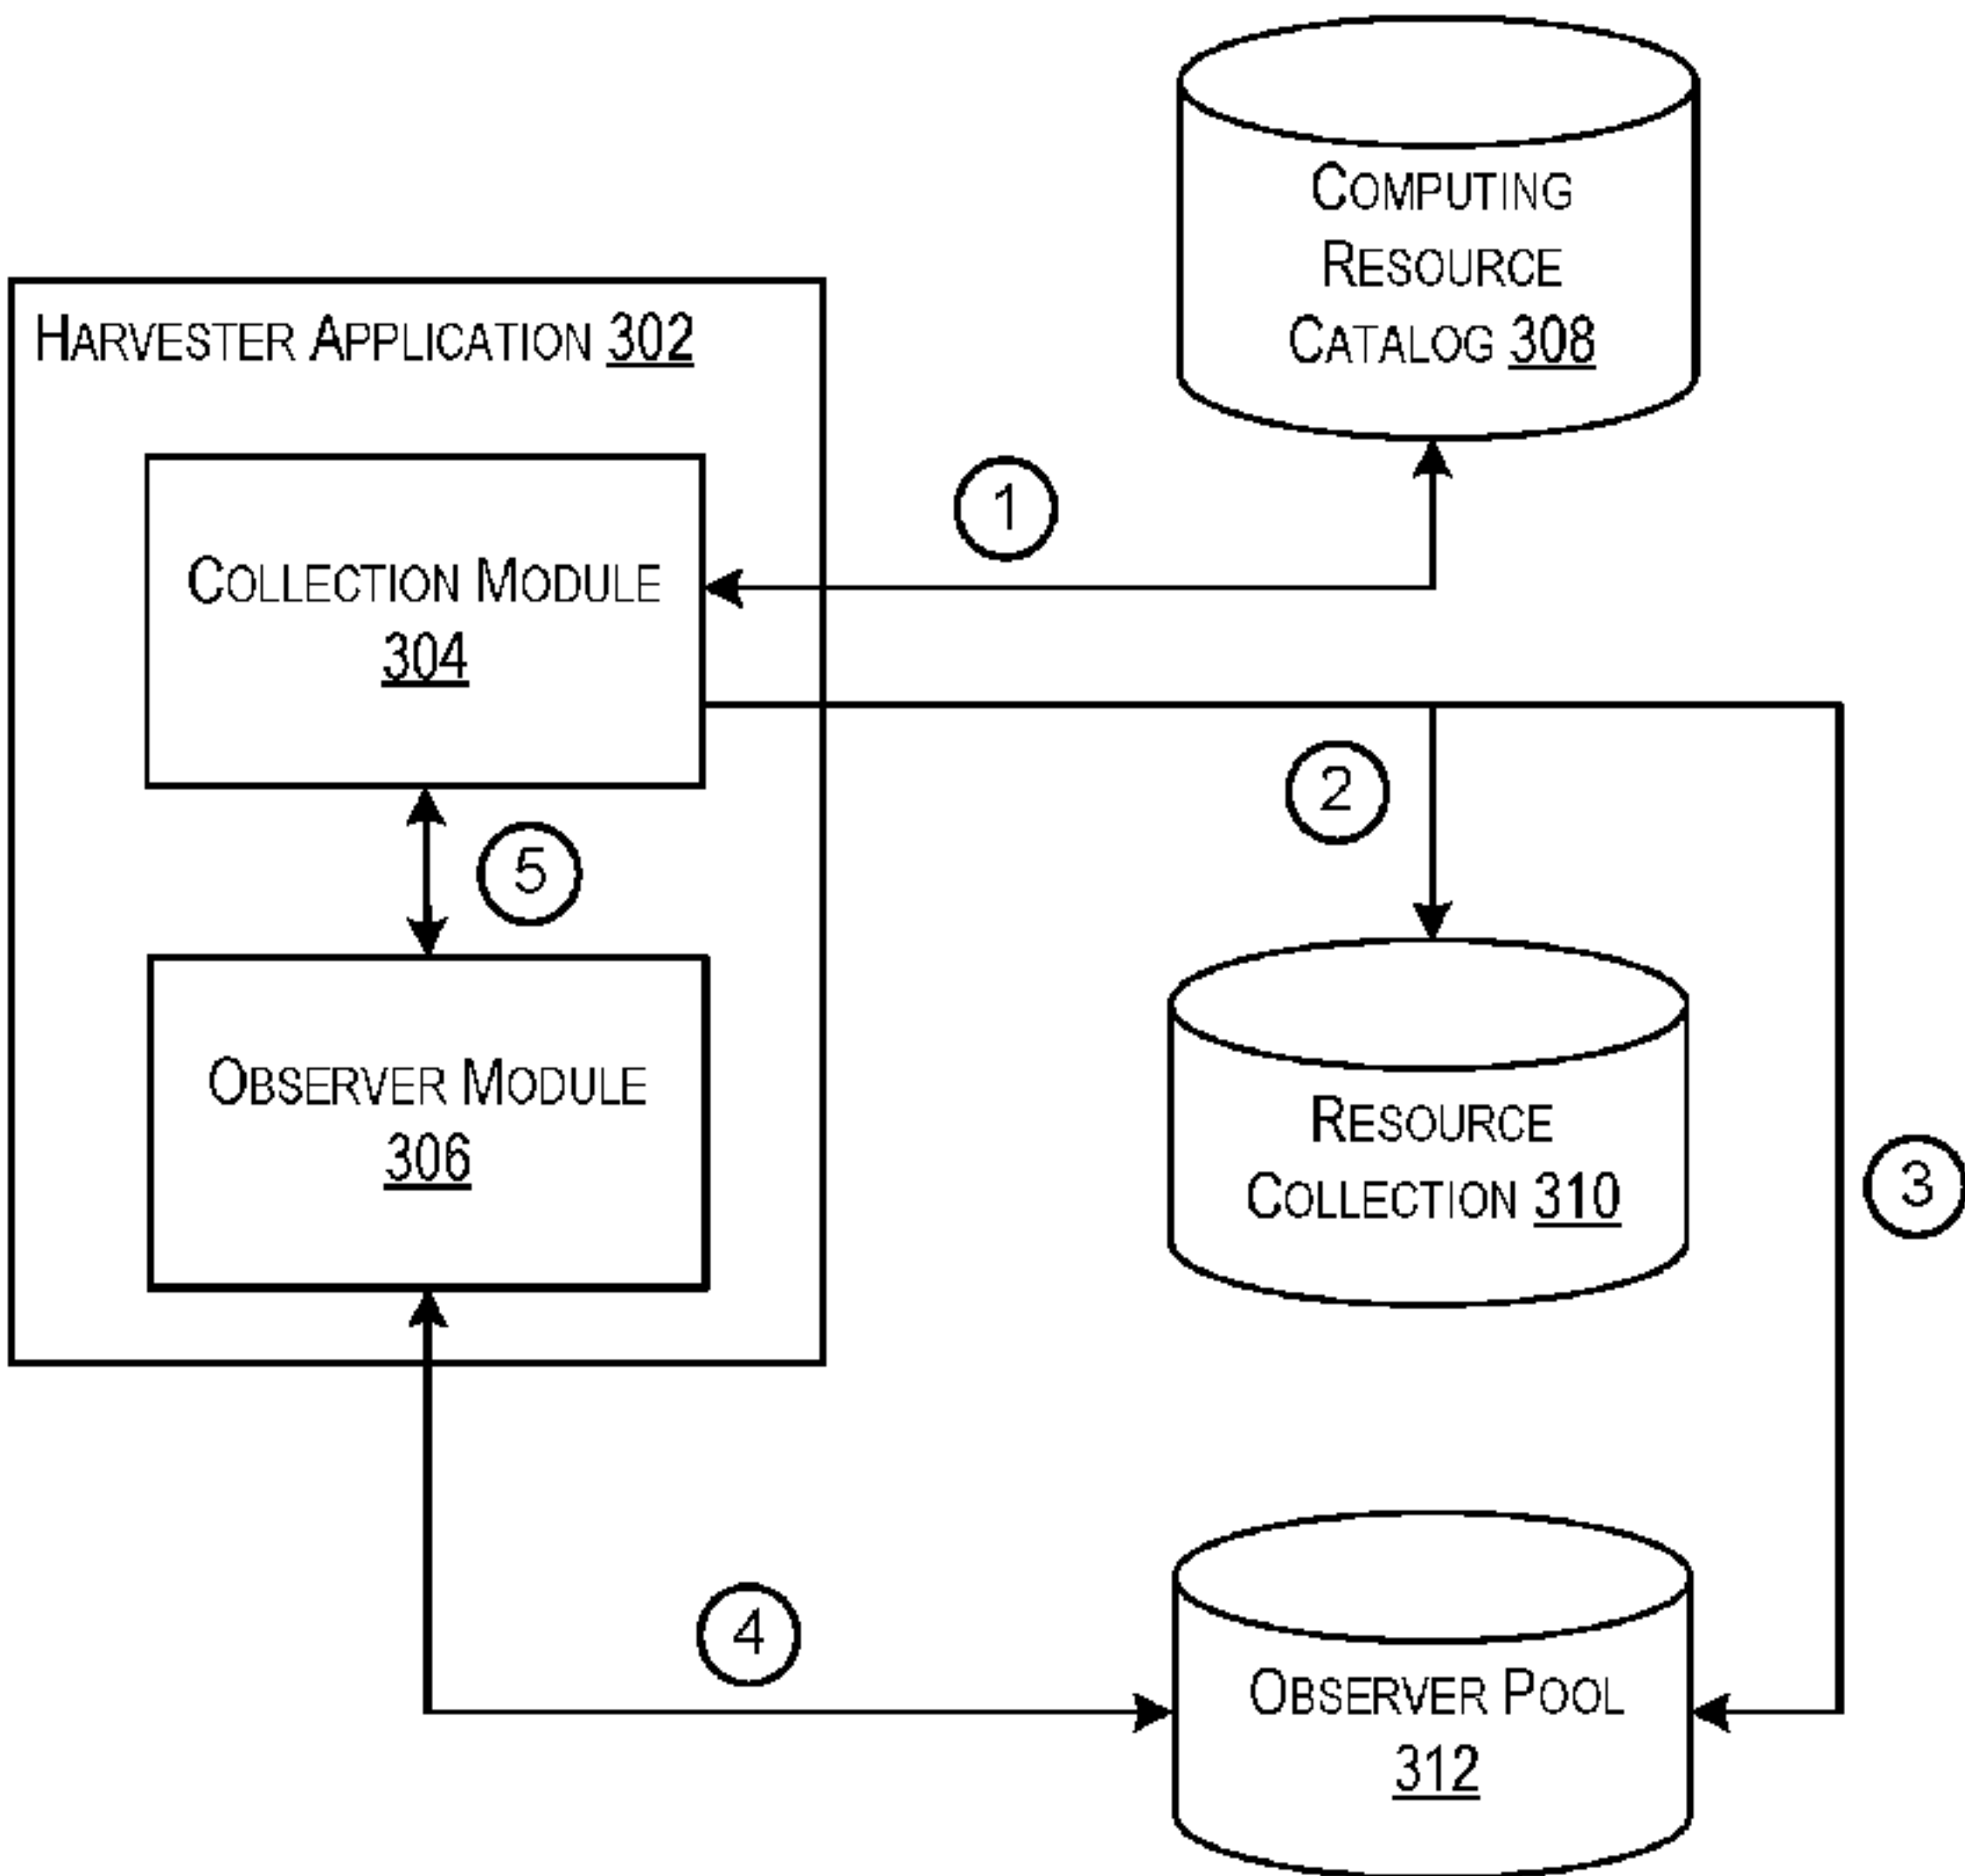 COMPUTING
RESOURCE
CATALOG 308
HARVESTER APPLICATION 302
1
COLLECTION MODULE
304
2
5
OBSERVER MODULE
306
RESOURCE
COLLECTION 310
3
4
OBSERVER POOL
312